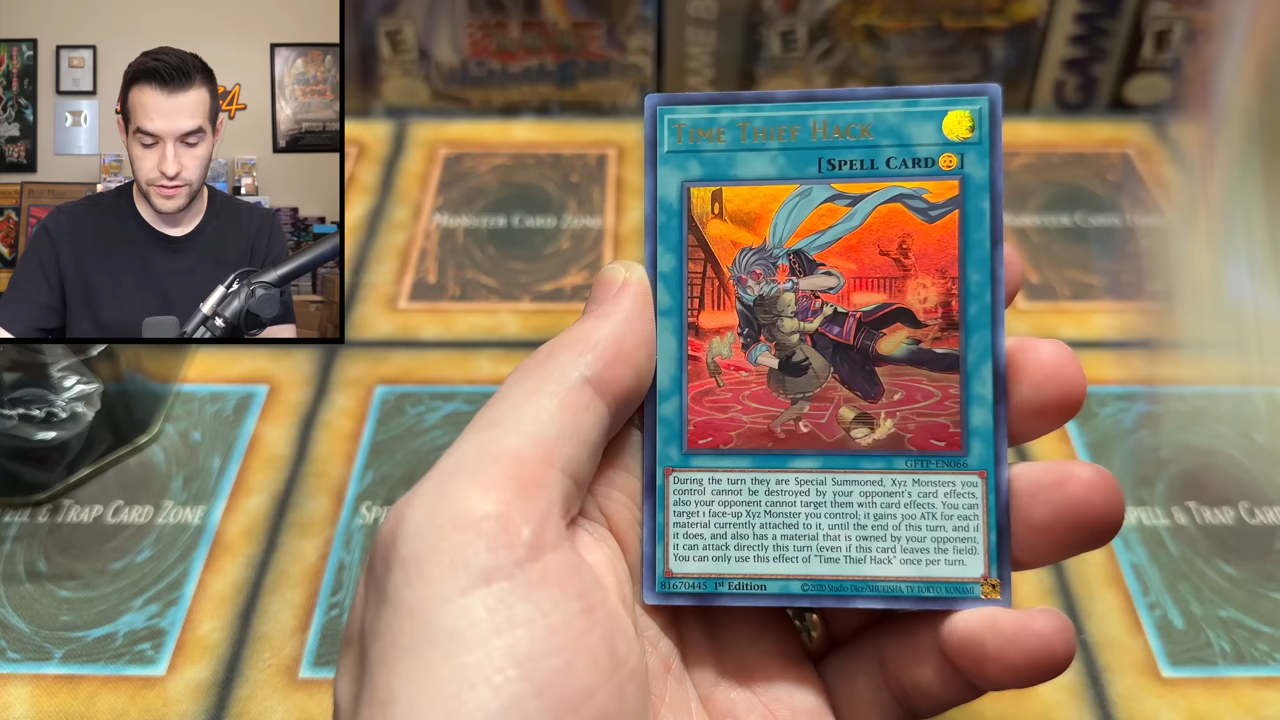 TIME THIEF HACK
[SPELL CARD ]
GFTP-EN066
During the turn they are Special Summoned, Xyz Monsters you
control cannot be destroyed by your opponent's card effects,
also your opponent cannot target them with card effects. You can
target 1 face-up Xyz Monster you control; it gains 300 ATK for each
material currently attached to it, until the end of this turn, and if
it does, and also has a material that is owned by your opponent,
it can attack directly this turn (even if this card leaves the field).
You can only use this effect of "Time Thief Hack" once per turn.
81670445 1st Edition
©2020 Studio Dice/SHUEISHA, TV TOKYO, KONAMI
MONSTER CARD ZONE
& TRAP CARD ZONE
SPELL & TRAP CARD
E
E
GAME B
GAM